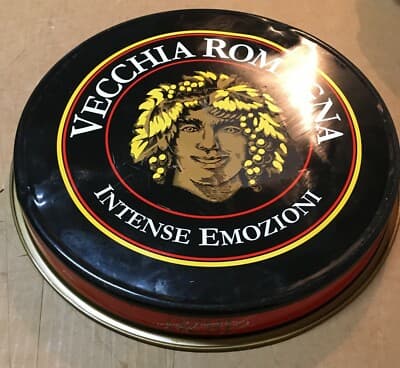 VECCHIA ROMAGNA
INTENSE EMOZIONI